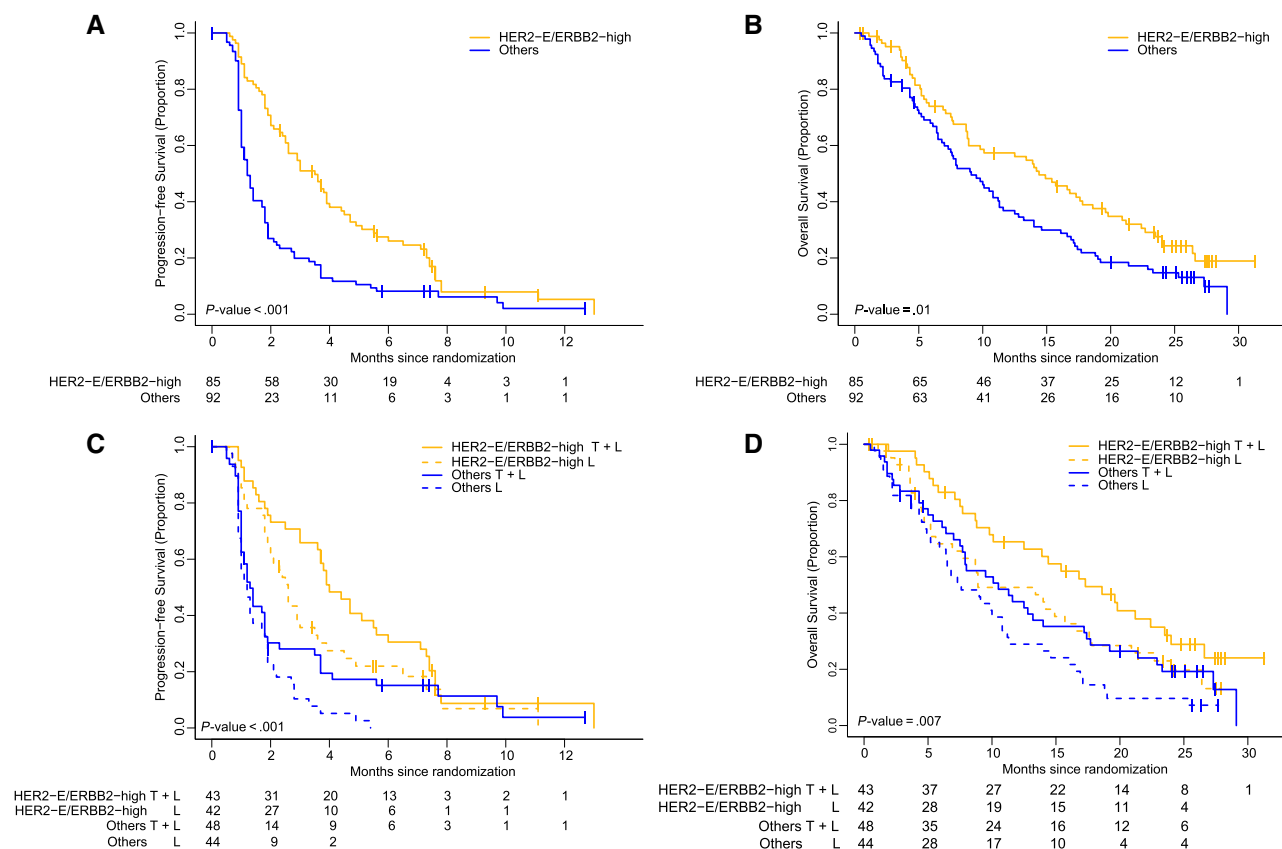 A
HER2−E/ERBB2−high
Others
Progression−free Survival (Proportion)
1.0
0.8
0.6
0.4
0.2
0.0
P-value < .001
0 2 4 6 8 10 12
Months since randomization
HER2−E/ERBB2−high 85 58 30 19 4 3 1
Others 92 23 11 6 3 1 1
B
HER2−E/ERBB2−high
Others
Overall Survival (Proportion)
1.0
0.8
0.6
0.4
0.2
0.0
P-value = .01
0 5 10 15 20 25 30
Months since randomization
HER2−E/ERBB2−high 85 65 46 37 25 12 1
Others 92 63 41 26 16 10
C
HER2−E/ERBB2−high T + L
HER2−E/ERBB2−high L
Others T + L
Others L
Progression−free Survival (Proportion)
1.0
0.8
0.6
0.4
0.2
0.0
P-value < .001
0 2 4 6 8 10 12
Months since randomization
HER2−E/ERBB2−high T + L 43 31 20 13 3 2 1
HER2−E/ERBB2−high L 42 27 10 6 1 1
Others T + L 48 14 9 6 3 1 1
Others L 44 9 2
D
HER2−E/ERBB2−high T + L
HER2−E/ERBB2−high L
Others T + L
Others L
Overall Survival (Proportion)
1.0
0.8
0.6
0.4
0.2
0.0
P-value = .007
0 5 10 15 20 25 30
Months since randomization
HER2−E/ERBB2−high T + L 43 37 27 22 14 8 1
HER2−E/ERBB2−high L 42 28 19 15 11 4
Others T + L 48 35 24 16 12 6
Others L 44 28 17 10 4 4